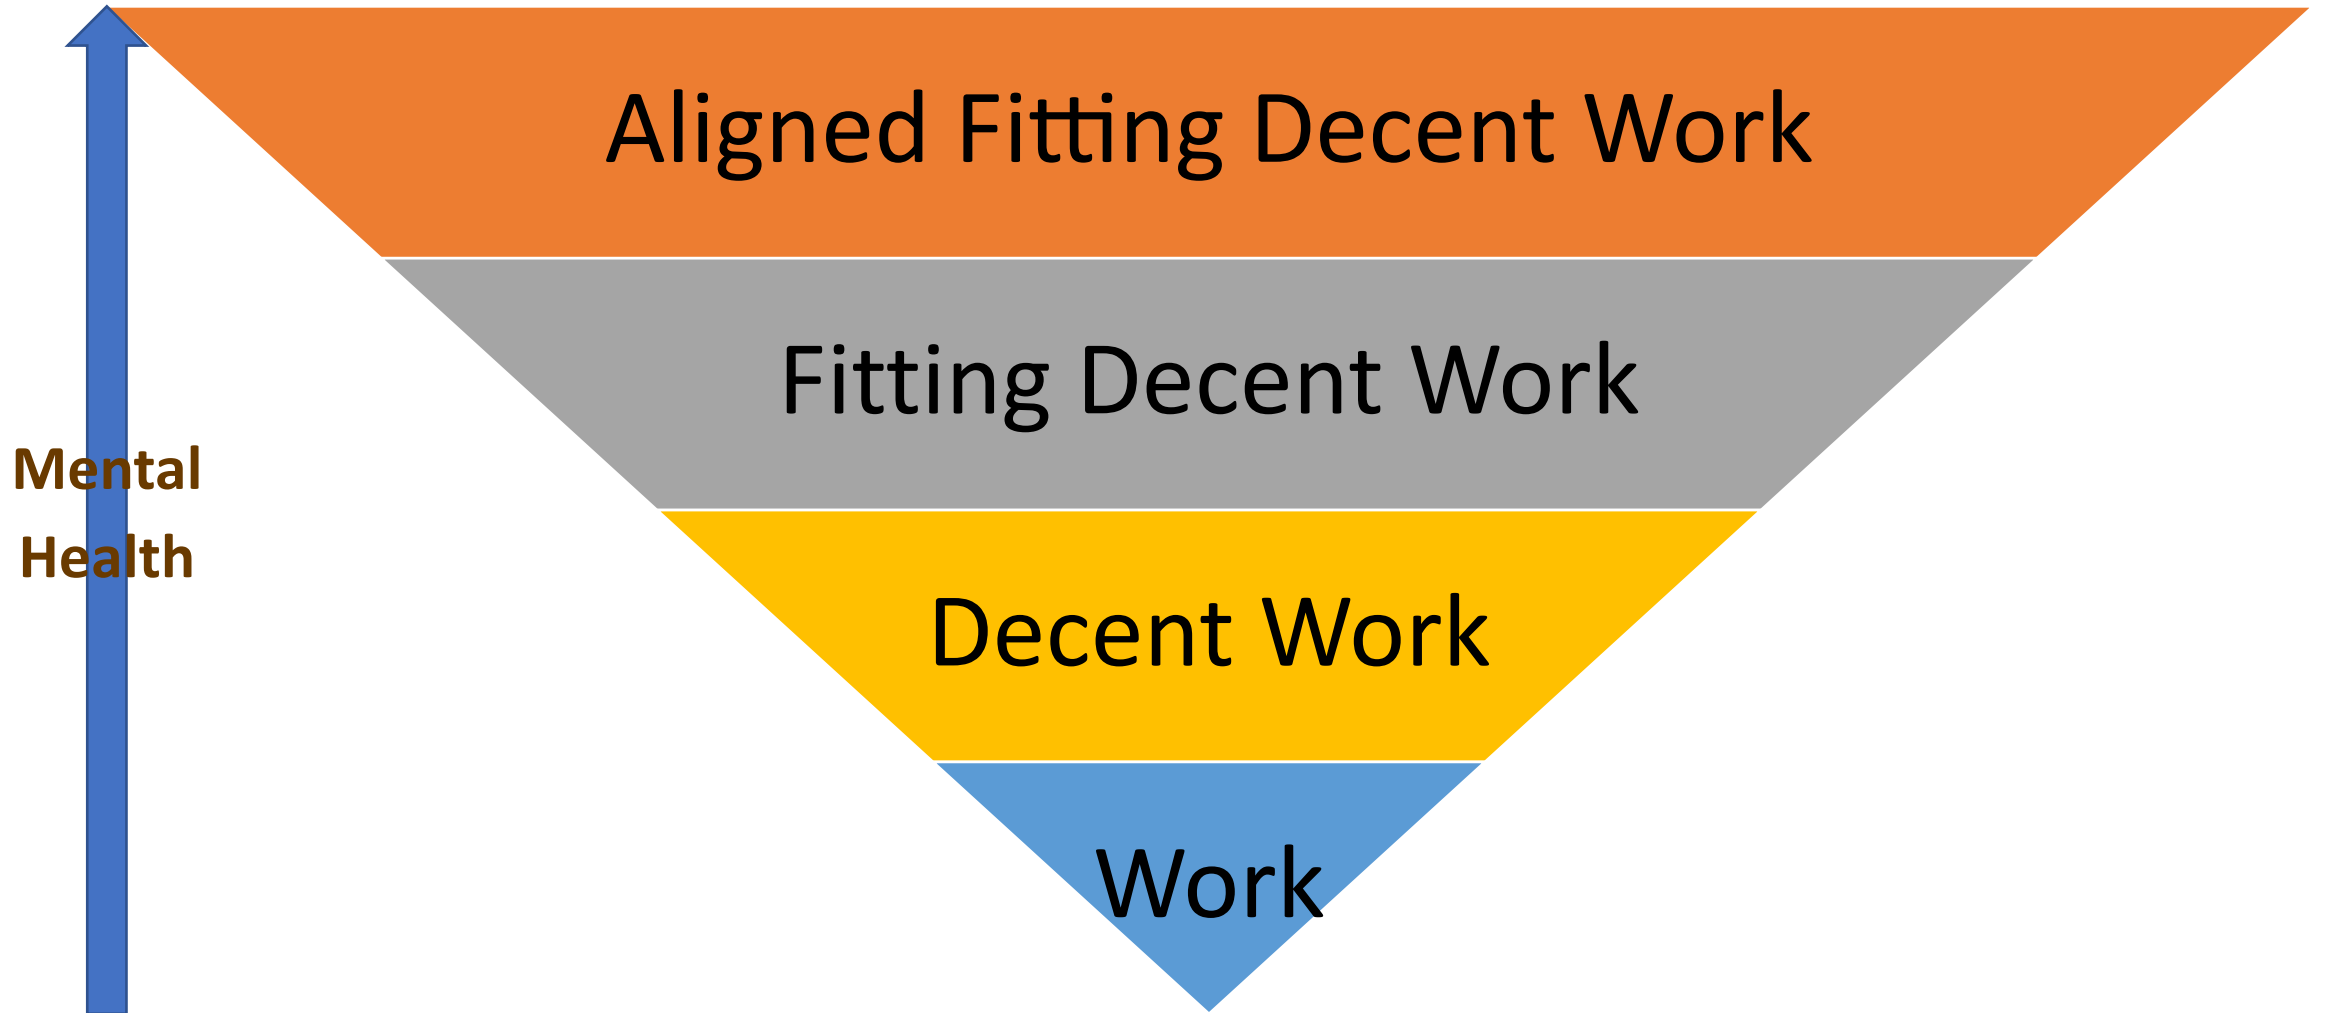 Aligned Fitting Decent Work
Fitting Decent Work
Mental
Health
Decent Work
Work